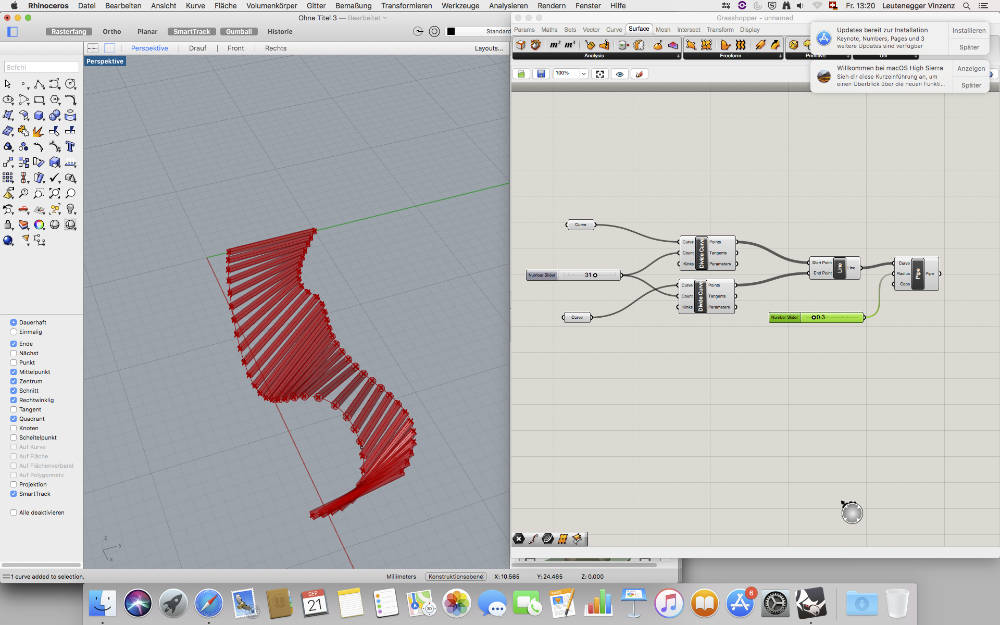 Rhinoceros Datei Bearbeiten Ansicht Kurve Fläche Volumenkörper Gitter Bemaßung Transformieren Werkzeuge Analysieren Rendern Fenster Hilfe Fr. 13:20 Leutenegger Vinzenz
Ohne Titel 3 — Bearbeitet
Rasterfang Ortho Planar SmartTrack Gumball Historie Standard
Perspektive Drauf Front Rechts Layouts...
Befehl
Perspektive
Dauerhaft
Einmalig
Ende
Nächst
Punkt
Mittelpunkt
Zentrum
Schnitt
Rechtwinklig
Tangent
Quadrant
Knoten
Scheitelpunkt
Auf Kurve
Auf Fläche
Auf Flächenverband
Auf Polygonnetz
Projektion
SmartTrack
Alle deaktivieren
z
y
x
1 curve added to selection.
Millimeters Konstruktionsebene X: 10.565 Y: 24.465 Z: 0.000
Grasshopper - unnamed
Params Maths Sets Vector Curve Surface Mesh Intersect Transform Display
Analysis Freeform
100%
Updates bereit zur Installation
Keynote, Numbers, Pages und 3
weitere Updates sind verfügbar
Installieren
Später
Willkommen bei macOS High Sierra
Sieh dir diese Kurzeinführung an, um
einen Überblick über die neuen Funkti...
Anzeigen
Später
Curve
Curve Points
Count Divide Curve Tangents
Kinks Parameters
Number Slider 31
Curve Points
Count Divide Curve Tangents
Kinks Parameters
Curve
Start Point
End Point
Line Line
Curve
Radius Pipe Pipe
Caps
Number Slider 0.3
SEP
21
6